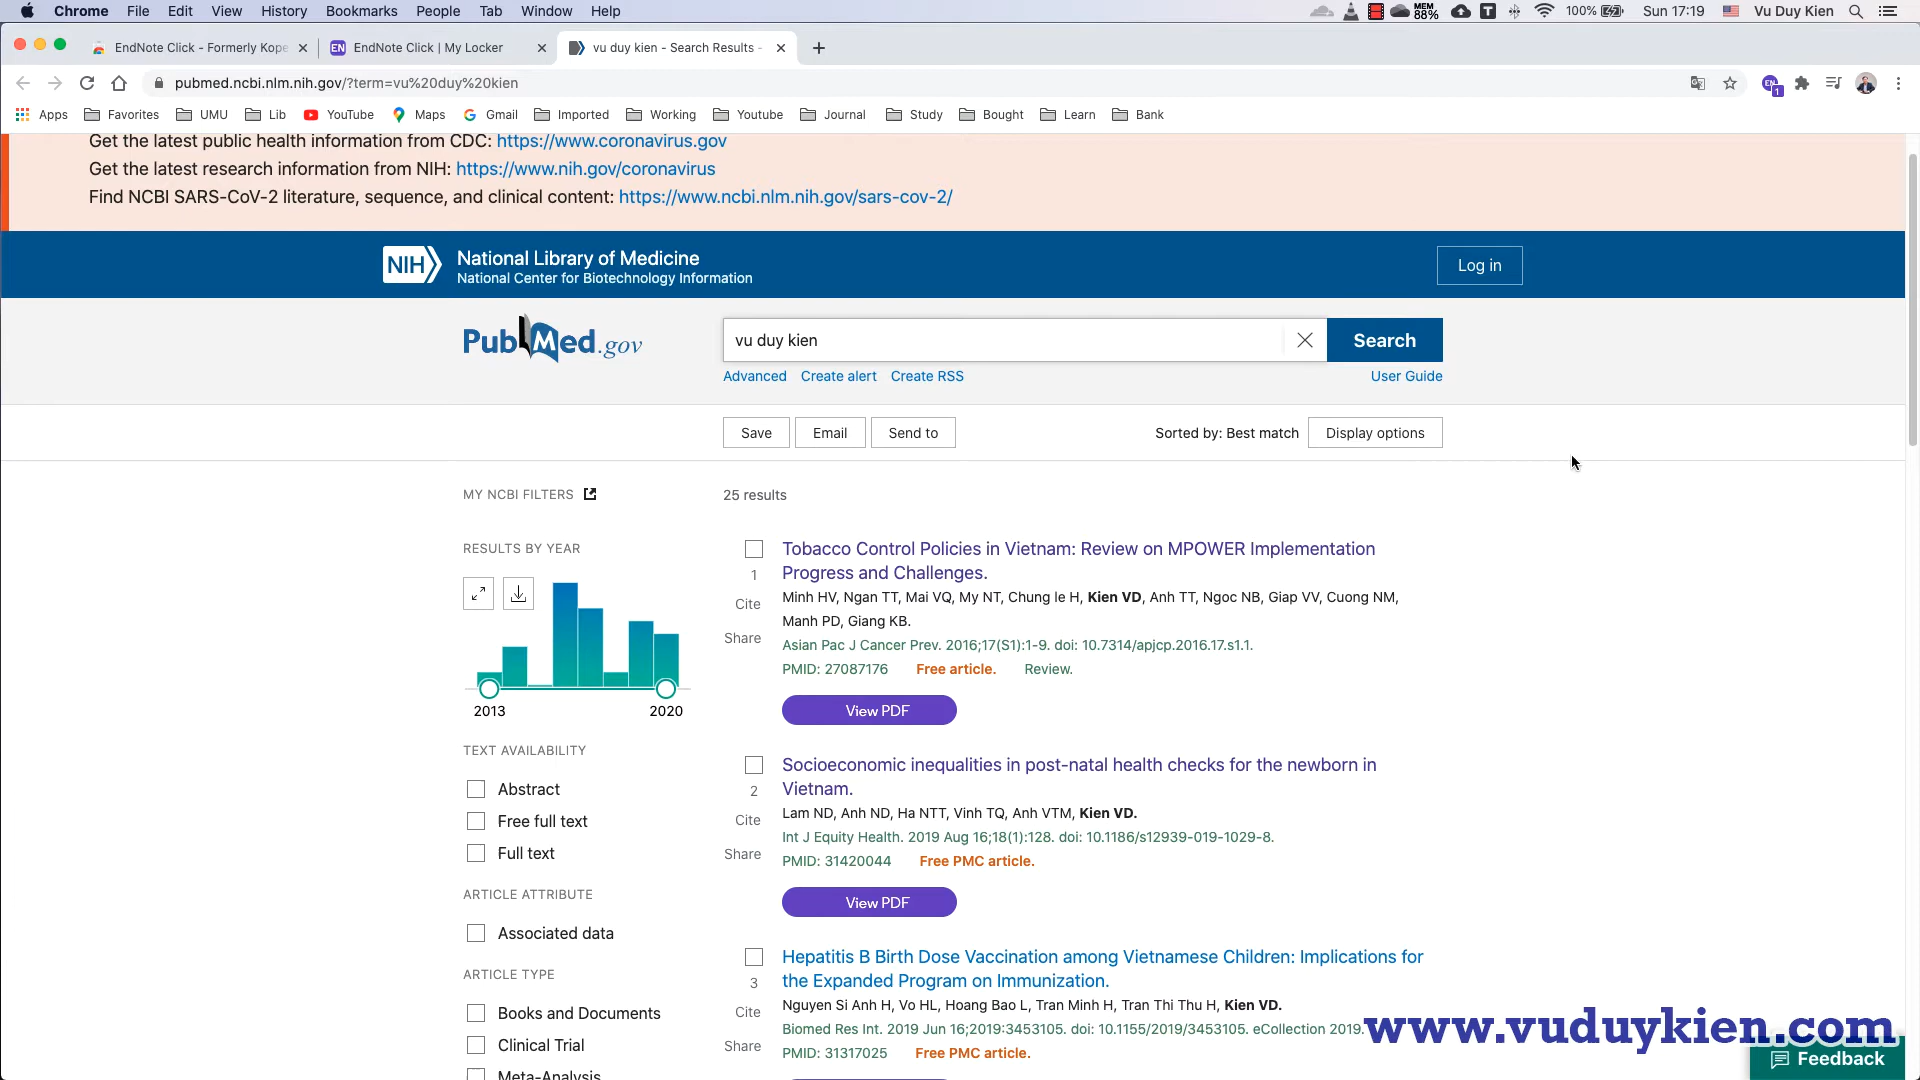 Chrome File Edit View History Bookmarks People Tab Window Help MEM 88% T 100% Sun 17:19 Vu Duy Kien
EndNote Click - Formerly Kope EN EndNote Click | My Locker vu duy kien - Search Results -
pubmed.ncbi.nlm.nih.gov/?term=vu%20duy%20kien EN 1
Apps Favorites UMU Lib YouTube Maps Gmail Imported Working Youtube Journal Study Bought Learn Bank
Get the latest public health information from CDC: https://www.coronavirus.gov
Get the latest research information from NIH: https://www.nih.gov/coronavirus
Find NCBI SARS-CoV-2 literature, sequence, and clinical content: https://www.ncbi.nlm.nih.gov/sars-cov-2/
NIH National Library of Medicine
National Center for Biotechnology Information
Log in
PubMed.gov
vu duy kien
Search
Advanced Create alert Create RSS User Guide
Save Email Send to Sorted by: Best match Display options
MY NCBI FILTERS
RESULTS BY YEAR
2013 2020
TEXT AVAILABILITY
Abstract
Free full text
Full text
ARTICLE ATTRIBUTE
Associated data
ARTICLE TYPE
Books and Documents
Clinical Trial
Meta-Analysis
25 results
1
Cite
Share
Tobacco Control Policies in Vietnam: Review on MPOWER Implementation
Progress and Challenges.
Minh HV, Ngan TT, Mai VQ, My NT, Chung le H, Kien VD, Anh TT, Ngoc NB, Giap VV, Cuong NM,
Manh PD, Giang KB.
Asian Pac J Cancer Prev. 2016;17(S1):1-9. doi: 10.7314/apjcp.2016.17.s1.1.
PMID: 27087176 Free article. Review.
View PDF
2
Cite
Share
Socioeconomic inequalities in post-natal health checks for the newborn in
Vietnam.
Lam ND, Anh ND, Ha NTT, Vinh TQ, Anh VTM, Kien VD.
Int J Equity Health. 2019 Aug 16;18(1):128. doi: 10.1186/s12939-019-1029-8.
PMID: 31420044 Free PMC article.
View PDF
3
Cite
Share
Hepatitis B Birth Dose Vaccination among Vietnamese Children: Implications for
the Expanded Program on Immunization.
Nguyen Si Anh H, Vo HL, Hoang Bao L, Tran Minh H, Tran Thi Thu H, Kien VD.
Biomed Res Int. 2019 Jun 16;2019:3453105. doi: 10.1155/2019/3453105. eCollection 2019.
PMID: 31317025 Free PMC article.
www.vuduykien.com
Feedback